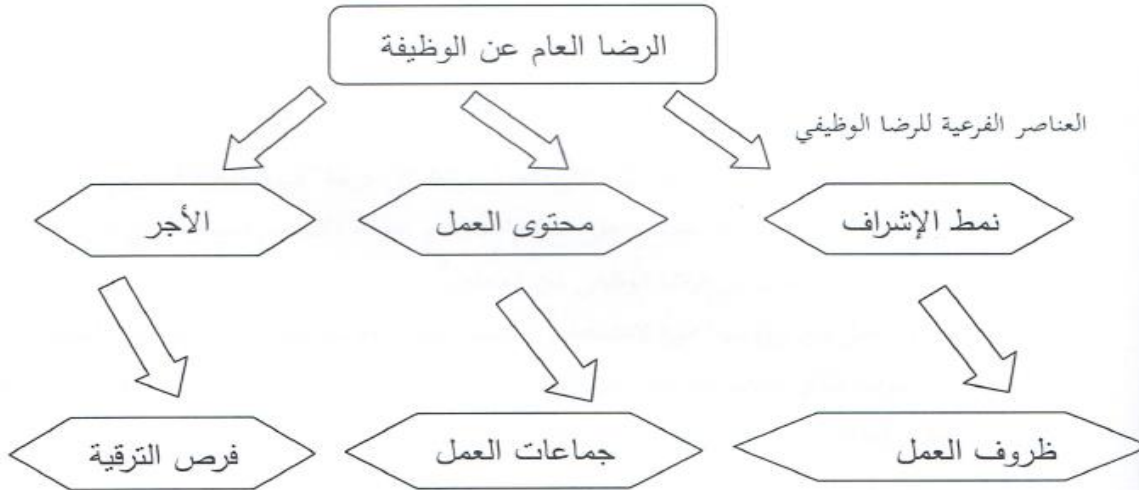 الرضا العام عن الوظيفة
العناصر الفرعية للرضا الوظيفي
نمط الإشراف
محتوى العمل
الأجر
ظروف العمل
جماعات العمل
فرص الترقية